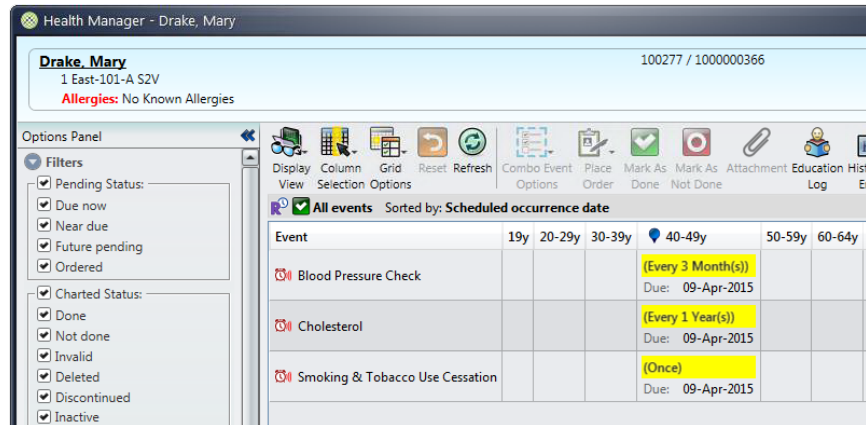 Health Manager - Drake, Mary
Drake, Mary
100277 / 1000000366
1 East-101-A S2V
Allergies: No Known Allergies
Options Panel
Filters
Pending Status:
Due now
Near due
Future pending
Ordered
Charted Status:
Done
Not done
Invalid
Deleted
Discontinued
Inactive
Display View
Column Selection
Grid Options
Reset
Refresh
Combo Event Options
Place Order
Mark As Done
Mark As Not Done
Attachment
Education Log
All events Sorted by: Scheduled occurrence date
Event 19y 20-29y 30-39y 40-49y 50-59y 60-64y
Blood Pressure Check
(Every 3 Month(s))
Due: 09-Apr-2015
Cholesterol
(Every 1 Year(s))
Due: 09-Apr-2015
Smoking & Tobacco Use Cessation
(Once)
Due: 09-Apr-2015